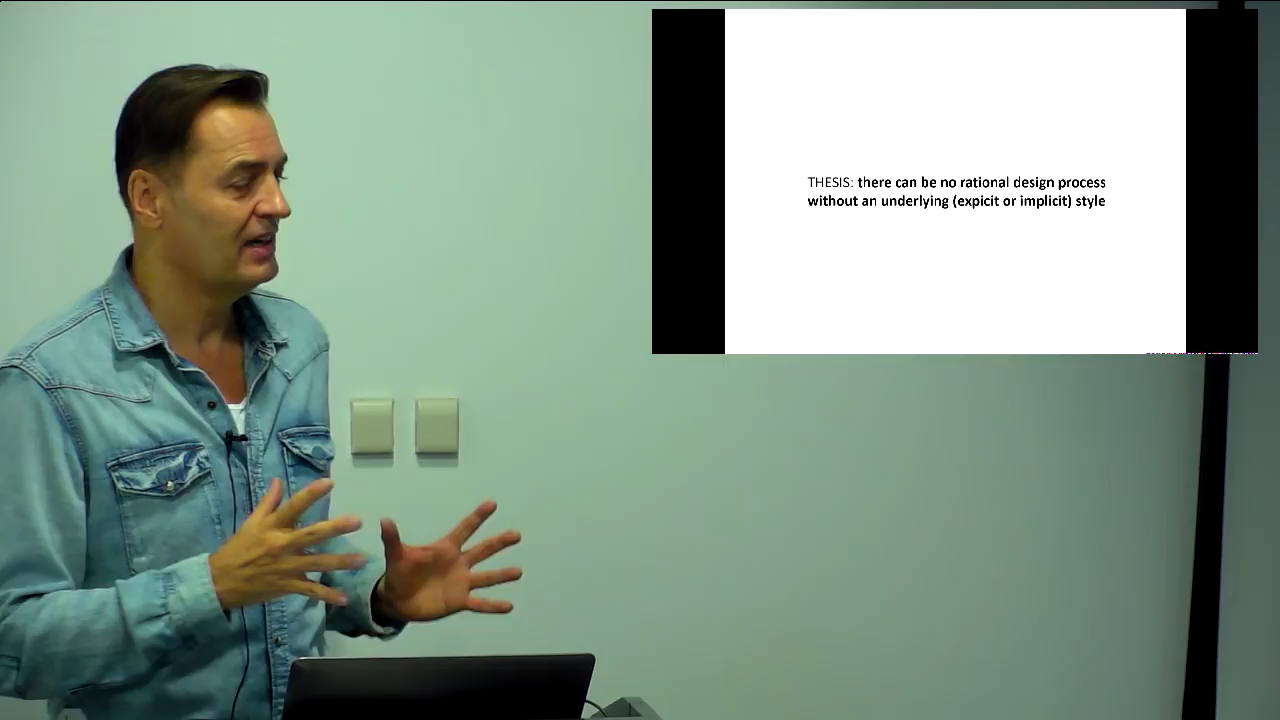 THESIS: there can be no rational design process
without an underlying (expicit or implicit) style